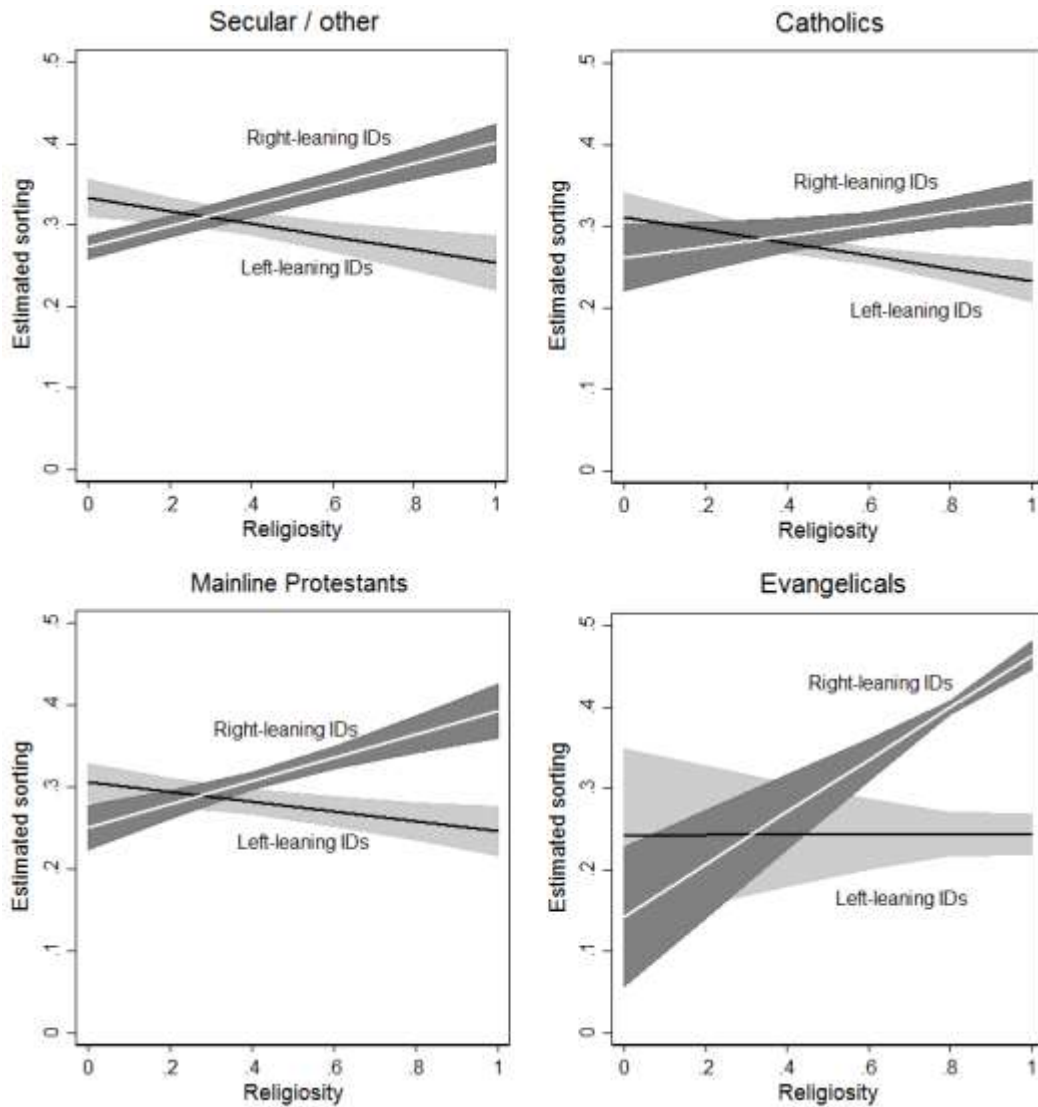 Secular / other
Estimated sorting
.5
.4
.3
.2
.1
0
Right-leaning IDs
Left-leaning IDs
0 .2 .4 .6 .8 1
Religiosity
Catholics
Estimated sorting
.5
.4
.3
.2
.1
0
Right-leaning IDs
Left-leaning IDs
0 .2 .4 .6 .8 1
Religiosity
Mainline Protestants
Estimated sorting
.5
.4
.3
.2
.1
0
Right-leaning IDs
Left-leaning IDs
0 .2 .4 .6 .8 1
Religiosity
Evangelicals
Estimated sorting
.5
.4
.3
.2
.1
0
Right-leaning IDs
Left-leaning IDs
0 .2 .4 .6 .8 1
Religiosity